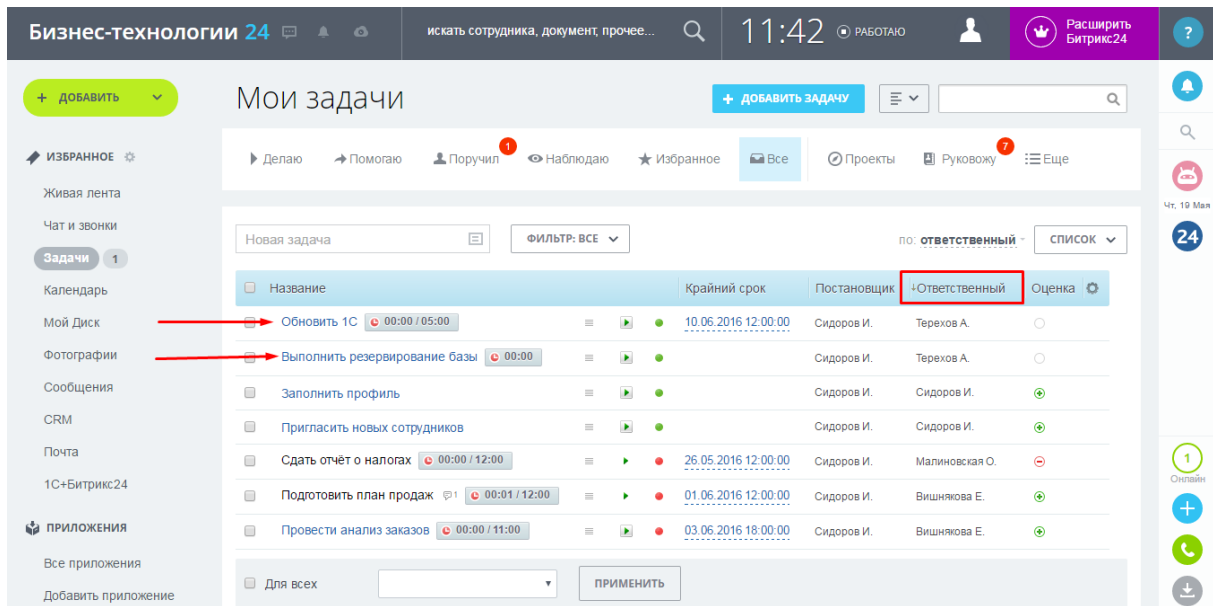 Бизнес-технологии 24
искать сотрудника, документ, прочее...
11:42 РАБОТАЮ
Расширить
Битрикс24
?
+ ДОБАВИТЬ
Мои задачи
+ ДОБАВИТЬ ЗАДАЧУ
ИЗБРАННОЕ
Делаю Помогаю Поручил 1 Наблюдаю Избранное Все Проекты Руковожу 7 Еще
Живая лента
Чт, 19 Мая
Чат и звонки
24
Новая задача ФИЛЬТР: ВСЕ по: ответственный СПИСОК
Задачи 1
Календарь
Название Крайний срок Постановщик ↓Ответственный Оценка
Мой Диск
Обновить 1С 00:00 / 05:00 10.06.2016 12:00:00 Сидоров И. Терехов А.
Фотографии
Выполнить резервирование базы 00:00 Сидоров И. Терехов А.
Сообщения
Заполнить профиль Сидоров И. Сидоров И.
CRM
Пригласить новых сотрудников Сидоров И. Сидоров И.
Почта
Сдать отчёт о налогах 00:00 / 12:00 26.05.2016 12:00:00 Сидоров И. Малиновская О.
1
Онлайн
1С+Битрикс24
Подготовить план продаж 1 00:01 / 12:00 01.06.2016 12:00:00 Сидоров И. Вишнякова Е.
ПРИЛОЖЕНИЯ
Провести анализ заказов 00:00 / 11:00 03.06.2016 18:00:00 Сидоров И. Вишнякова Е.
Все приложения
Для всех ПРИМЕНИТЬ
Добавить приложение